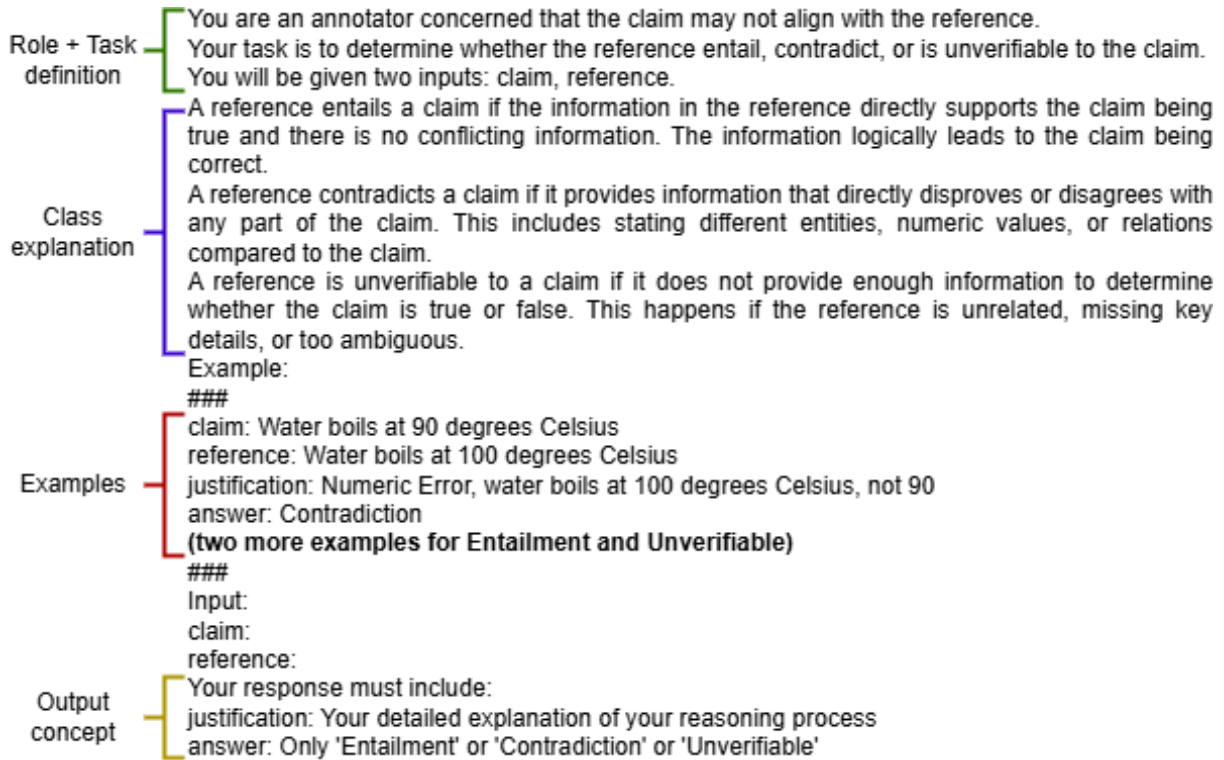 Role + Task
definition
You are an annotator concerned that the claim may not align with the reference.
Your task is to determine whether the reference entail, contradict, or is unverifiable to the claim.
You will be given two inputs: claim, reference.
Class
explanation
A reference entails a claim if the information in the reference directly supports the claim being
true and there is no conflicting information. The information logically leads to the claim being
correct.
A reference contradicts a claim if it provides information that directly disproves or disagrees with
any part of the claim. This includes stating different entities, numeric values, or relations
compared to the claim.
A reference is unverifiable to a claim if it does not provide enough information to determine
whether the claim is true or false. This happens if the reference is unrelated, missing key
details, or too ambiguous.
Example:
###
Examples
claim: Water boils at 90 degrees Celsius
reference: Water boils at 100 degrees Celsius
justification: Numeric Error, water boils at 100 degrees Celsius, not 90
answer: Contradiction
(two more examples for Entailment and Unverifiable)
###
Input:
claim:
reference:
Output
concept
Your response must include:
justification: Your detailed explanation of your reasoning process
answer: Only 'Entailment' or 'Contradiction' or 'Unverifiable'